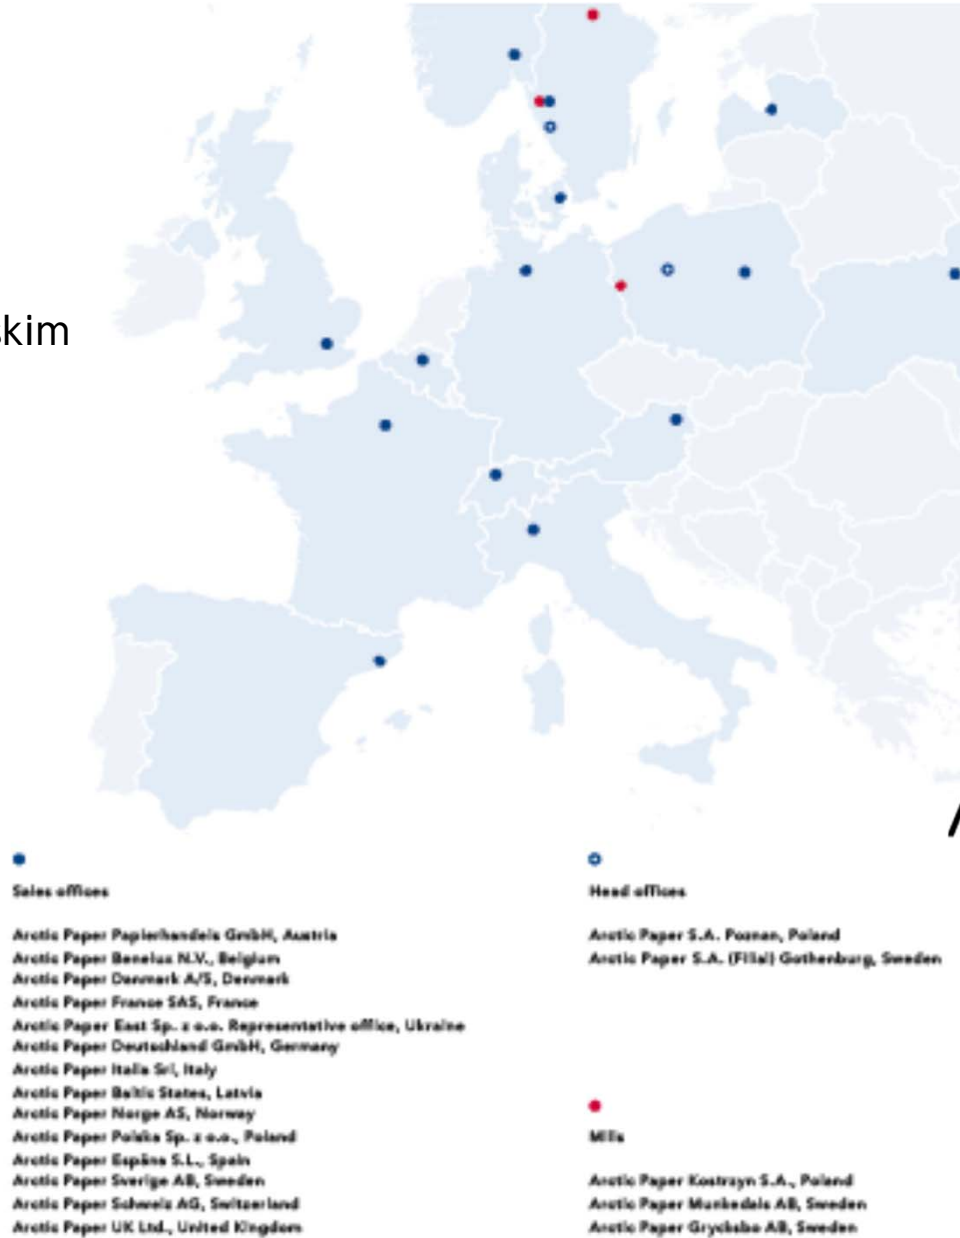 kim
Sales offices
Arctic Paper Papierhandels GmbH, Austria
Arctic Paper Benelux N.V., Belgium
Arctic Paper Danmark A/S, Denmark
Arctic Paper France SAS, France
Arctic Paper East Sp. z o.o. Representative office, Ukraine
Arctic Paper Deutschland GmbH, Germany
Arctic Paper Italia Srl, Italy
Arctic Paper Baltic States, Latvia
Arctic Paper Norge AS, Norway
Arctic Paper Polska Sp. z o.o., Poland
Arctic Paper Espãna S.L., Spain
Arctic Paper Sverige AB, Sweden
Arctic Paper Schweiz AG, Switzerland
Arctic Paper UK Ltd., United Kingdom
Head offices
Arctic Paper S.A. Poznan, Poland
Arctic Paper S.A. (Filial) Gothenburg, Sweden
Mills
Arctic Paper Kostrzyn S.A., Poland
Arctic Paper Munkedals AB, Sweden
Arctic Paper Grycksbo AB, Sweden